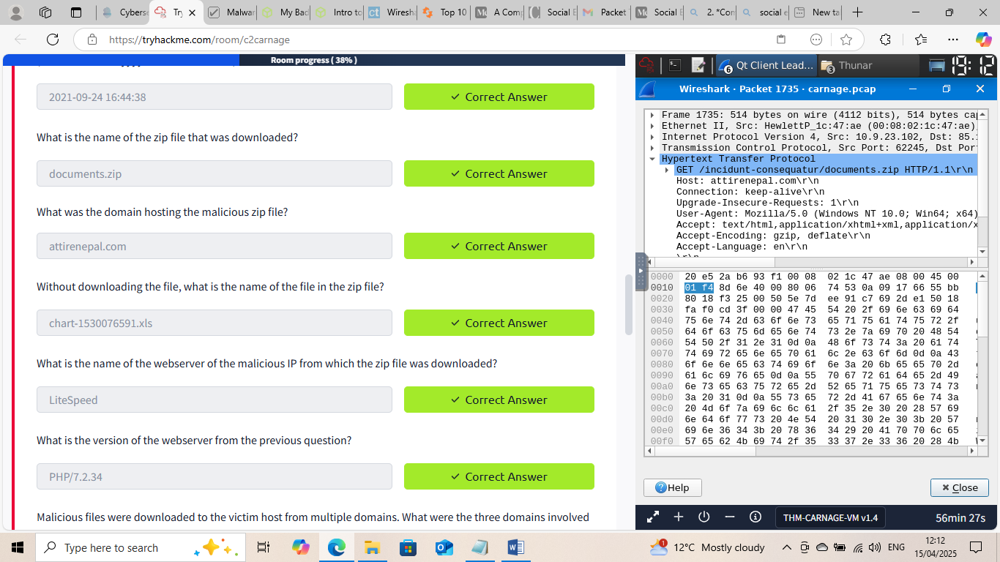 Cyberse
Try
Malwar
My Bad
Intro to
Wiresha
Top 10
A Comp
Social E
Packet
Social E
2. *Con
social e
New ta
https://tryhackme.com/room/c2carnage
Room progress ( 38% )
2021-09-24 16:44:38
Correct Answer
What is the name of the zip file that was downloaded?
documents.zip
Correct Answer
What was the domain hosting the malicious zip file?
attirenepal.com
Correct Answer
Without downloading the file, what is the name of the file in the zip file?
chart-1530076591.xls
Correct Answer
What is the name of the webserver of the malicious IP from which the zip file was downloaded?
LiteSpeed
Correct Answer
What is the version of the webserver from the previous question?
PHP/7.2.34
Correct Answer
Malicious files were downloaded to the victim host from multiple domains. What were the three domains involved
6 Qt Client Lead...
3 Thunar
19:12
Wireshark · Packet 1735 · carnage.pcap
Frame 1735: 514 bytes on wire (4112 bits), 514 bytes cap
Ethernet II, Src: HewlettP_1c:47:ae (00:08:02:1c:47:ae)
Internet Protocol Version 4, Src: 10.9.23.102, Dst: 85.1
Transmission Control Protocol, Src Port: 62245, Dst Por
Hypertext Transfer Protocol
GET /incidunt-consequatur/documents.zip HTTP/1.1\r\n
Host: attirenepal.com\r\n
Connection: keep-alive\r\n
Upgrade-Insecure-Requests: 1\r\n
User-Agent: Mozilla/5.0 (Windows NT 10.0; Win64; x64)
Accept: text/html,application/xhtml+xml,application/x
Accept-Encoding: gzip, deflate\r\n
Accept-Language: en\r\n
\r\n
0000 20 e5 2a b6 93 f1 00 08 02 1c 47 ae 08 00 45 00
0010 01 f4 8d 6e 40 00 80 06 74 53 0a 09 17 66 55 bb
0020 80 18 f3 25 00 50 5e 7d ee 91 c7 69 2d e1 50 18
0030 fa f0 cd 3f 00 00 47 45 54 20 2f 69 6e 63 69 64
0040 75 6e 74 2d 63 6f 6e 73 65 71 75 61 74 75 72 2f
0050 64 6f 63 75 6d 65 6e 74 73 2e 7a 69 70 20 48 54
0060 54 50 2f 31 2e 31 0d 0a 48 6f 73 74 3a 20 61 74
0070 74 69 72 65 6e 65 70 61 6c 2e 63 6f 6d 0d 0a 43
0080 6f 6e 6e 65 63 74 69 6f 6e 3a 20 6b 65 65 70 2d
0090 61 6c 69 76 65 0d 0a 55 70 67 72 61 64 65 2d 49
00a0 6e 73 65 63 75 72 65 2d 52 65 71 75 65 73 74 73
00b0 3a 20 31 0d 0a 55 73 65 72 2d 41 67 65 6e 74 3a
00c0 20 4d 6f 7a 69 6c 6c 61 2f 35 2e 30 20 28 57 69
00d0 6e 64 6f 77 73 20 4e 54 20 31 30 2e 30 3b 20 57
00e0 69 6e 36 34 3b 20 78 36 34 29 20 41 70 70 6c 65
00f0 57 65 62 4b 69 74 2f 35 33 37 2e 33 36 20 28 4b
Help
Close
THM-CARNAGE-VM v1.4
56min 27s
Type here to search
1
12°C Mostly cloudy
ENG
12:12
15/04/2025